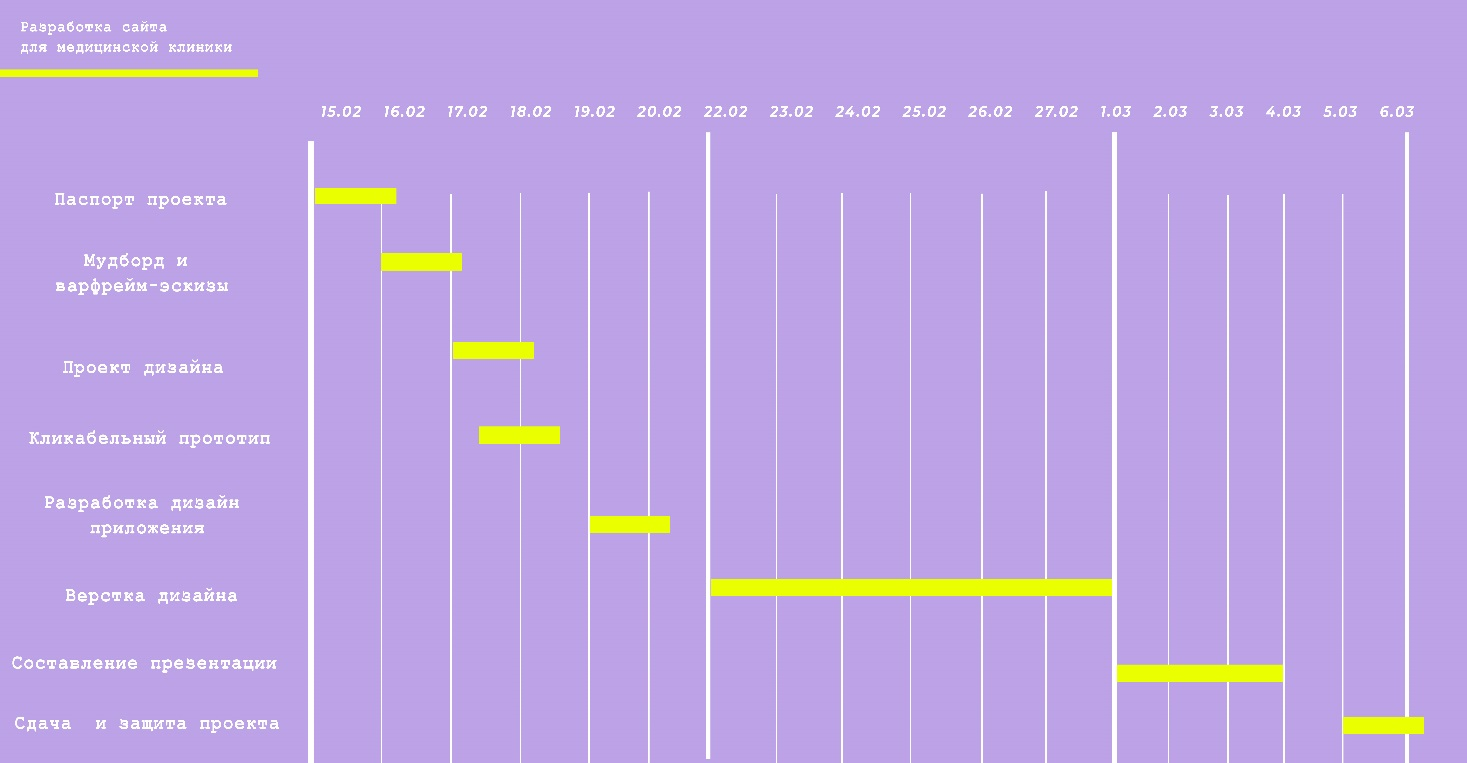 Разработка сайта
для медицинской клиники
15.02 16.02 17.02 18.02 19.02 20.02 22.02 23.02 24.02 25.02 26.02 27.02 1.03 2.03 3.03 4.03 5.03 6.03
Паспорт проекта
Мудборд и
варфрейм-эскизы
Проект дизайна
Кликабельный прототип
Разработка дизайн
приложения
Верстка дизайна
Составление презентации
Сдача и защита проекта